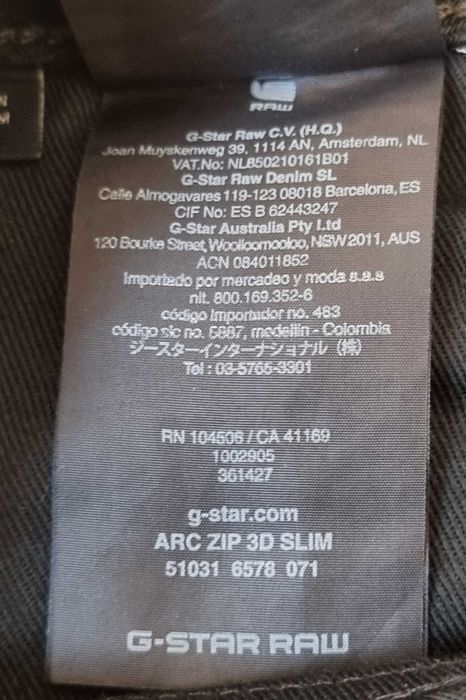 RAW
G-Star Raw C.V. (H.Q.)
Joan Muyskenweg 39, 1114 AN, Amsterdam, NL
VAT.No: NL850210161B01
G-Star Raw Denim SL
Calle Almogavares 119-123 08018 Barcelona, ES
CIF No: ES B 62443247
G-Star Australia Pty Ltd
120 Bourke Street, Woolloomooloo, NSW2011, AUS
ACN 084011852
Importado por mercadeo y moda s.a.s
nit. 800.169.352-6
código importador no. 483
código sic no. 5887, medellin - Colombia
ジースターインターナショナル (株)
Tel : 03-5765-3301
RN 104506 / CA 41169
1002905
361427
g-star.com
ARC ZIP 3D SLIM
51031 6578 071
G-STAR RAW